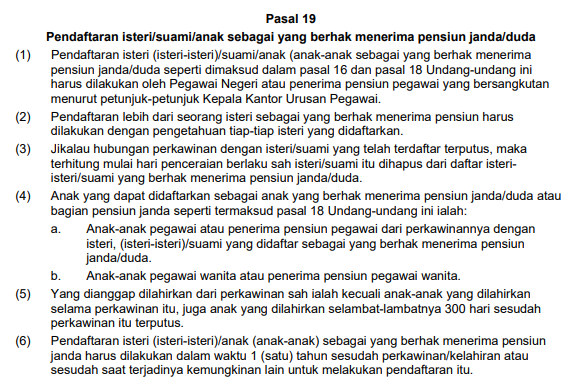 Pasal 19
Pendaftaran isteri/suami/anak sebagai yang berhak menerima pensiun janda/duda
(1) Pendaftaran isteri (isteri-isteri)/suami/anak (anak-anak sebagai yang berhak menerima
pensiun janda/duda seperti dimaksud dalam pasal 16 dan pasal 18 Undang-undang ini
harus dilakukan oleh Pegawai Negeri atau penerima pensiun pegawai yang bersangkutan
menurut petunjuk-petunjuk Kepala Kantor Urusan Pegawai.
(2) Pendaftaran lebih dari seorang isteri sebagai yang berhak menerima pensiun harus
dilakukan dengan pengetahuan tiap-tiap isteri yang didaftarkan.
(3) Jikalau hubungan perkawinan dengan isteri/suami yang telah terdaftar terputus, maka
terhitung mulai hari penceraian berlaku sah isteri/suami itu dihapus dari daftar isteri-
isteri/suami yang berhak menerima pensiun janda/duda.
(4) Anak yang dapat didaftarkan sebagai anak yang berhak menerima pensiun janda/duda atau
bagian pensiun janda seperti termaksud pasal 18 Undang-undang ini ialah:
a. Anak-anak pegawai atau penerima pensiun pegawai dari perkawinannya dengan
isteri, (isteri-isteri)/suami yang didaftar sebagai yang berhak menerima pensiun
janda/duda.
b. Anak-anak pegawai wanita atau penerima pensiun pegawai wanita.
(5) Yang dianggap dilahirkan dari perkawinan sah ialah kecuali anak-anak yang dilahirkan
selama perkawinan itu, juga anak yang dilahirkan selambat-lambatnya 300 hari sesudah
perkawinan itu terputus.
(6) Pendaftaran isteri (isteri-isteri)/anak (anak-anak) sebagai yang berhak menerima pensiun
janda harus dilakukan dalam waktu 1 (satu) tahun sesudah perkawinan/kelahiran atau
sesudah saat terjadinya kemungkinan lain untuk melakukan pendaftaran itu.